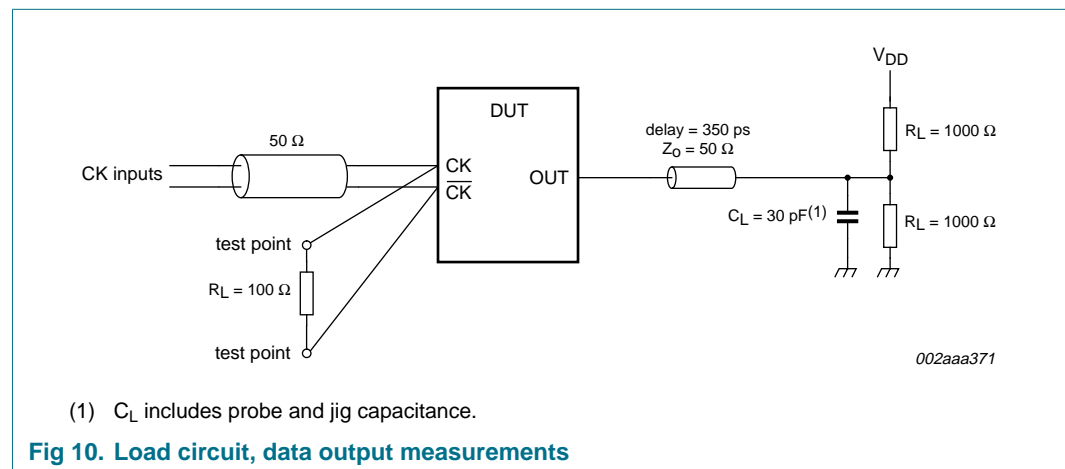 VDD
DUT
delay = 350 ps
Zo = 50 Ω
RL = 1000 Ω
50 Ω
CK inputs
CK
C̅K̅
OUT
CL = 30 pF(1)
RL = 1000 Ω
test point
RL = 100 Ω
test point
002aaa371
(1) CL includes probe and jig capacitance.
Fig 10. Load circuit, data output measurements